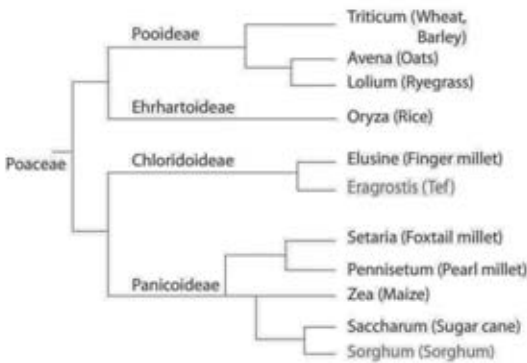 Pooideae
Triticum (Wheat,
Barley)
Avena (Oats)
Lolium (Ryegrass)
Ehrhartoideae
Oryza (Rice)
Poaceae
Chloridoideae
Elusine (Finger millet)
Eragrostis (Tef)
Setaria (Foxtail millet)
Pennisetum (Pearl millet)
Panicoideae
Zea (Maize)
Saccharum (Sugar cane)
Sorghum (Sorghum)